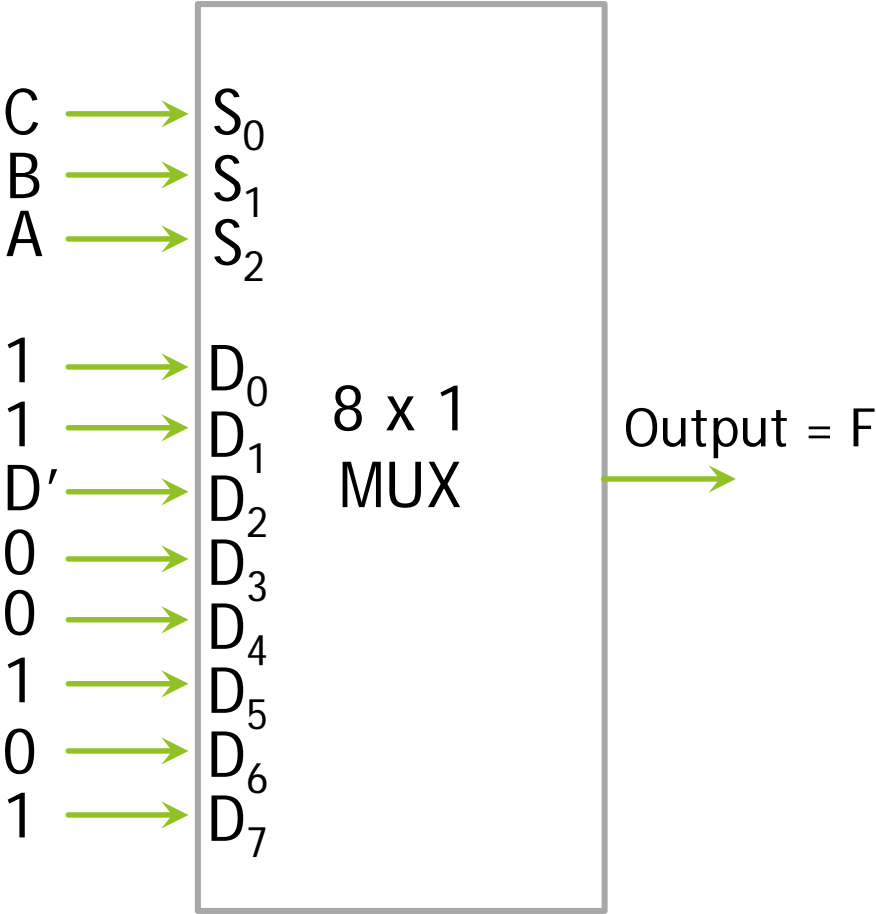 C S₀
B S₁
A S₂
1 D₀
1 D₁
D′ D₂
0 D₃
0 D₄
1 D₅
0 D₆
1 D₇
8 x 1
MUX
Output = F